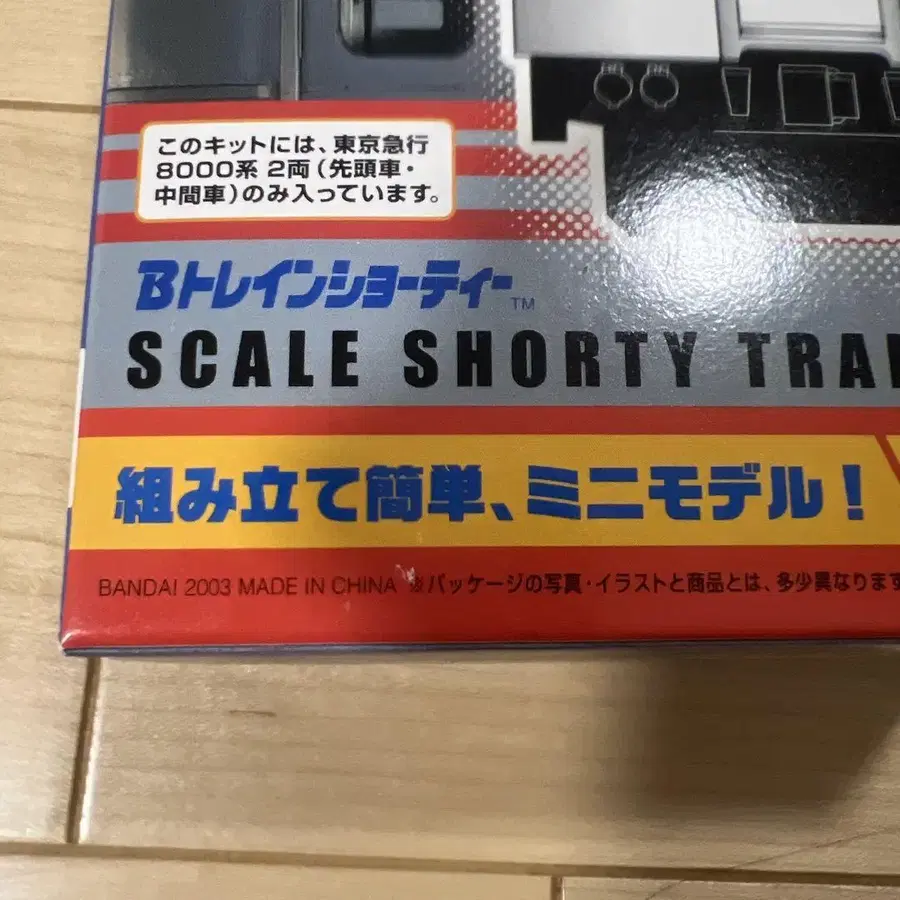 このキットには、東京急行
8000系 2両(先頭車・
中間車)のみ入っています。
Bトレインショーティー™
SCALE SHORTY TRAI
組み立て簡単、ミニモデル!
BANDAI 2003 MADE IN CHINA ※パッケージの写真・イラストと商品とは、多少異なります